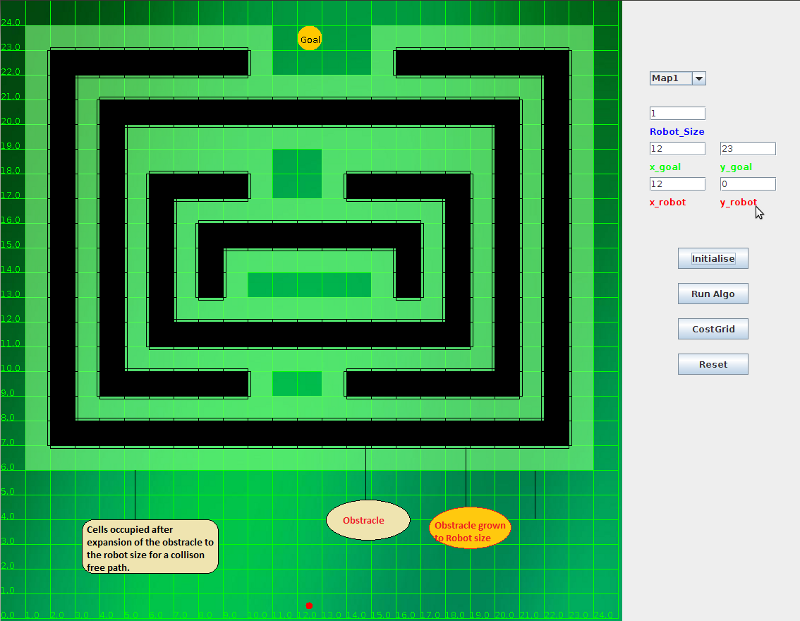 24.0
Goal
23.0
22.0
21.0
20.0
19.0
18.0
17.0
16.0
15.0
14.0
13.0
12.0
11.0
10.0
9.0
8.0
7.0
6.0
5.0
4.0
3.0
2.0
1.0
0.0 1.0 2.0 3.0 4.0 5.0 6.0 7.0 8.0 9.0 10.0 11.0 12.0 13.0 14.0 15.0 16.0 17.0 18.0 19.0 20.0 21.0 22.0 23.0 24.0
Cells occupied after
expansion of the obstacle to
the robot size for a collison
free path.
Obstacle
Obstacle grown
to Robot size
Map1
1
Robot_Size
12 23
x_goal y_goal
12 0
x_robot y_robot
Initialise
Run Algo
CostGrid
Reset